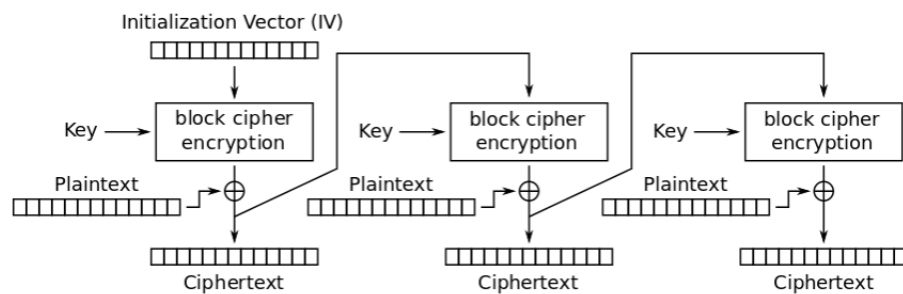 Initialization Vector (IV)
Key
block cipher
encryption
Key
block cipher
encryption
Key
block cipher
encryption
Plaintext
Plaintext
Plaintext
Ciphertext
Ciphertext
Ciphertext